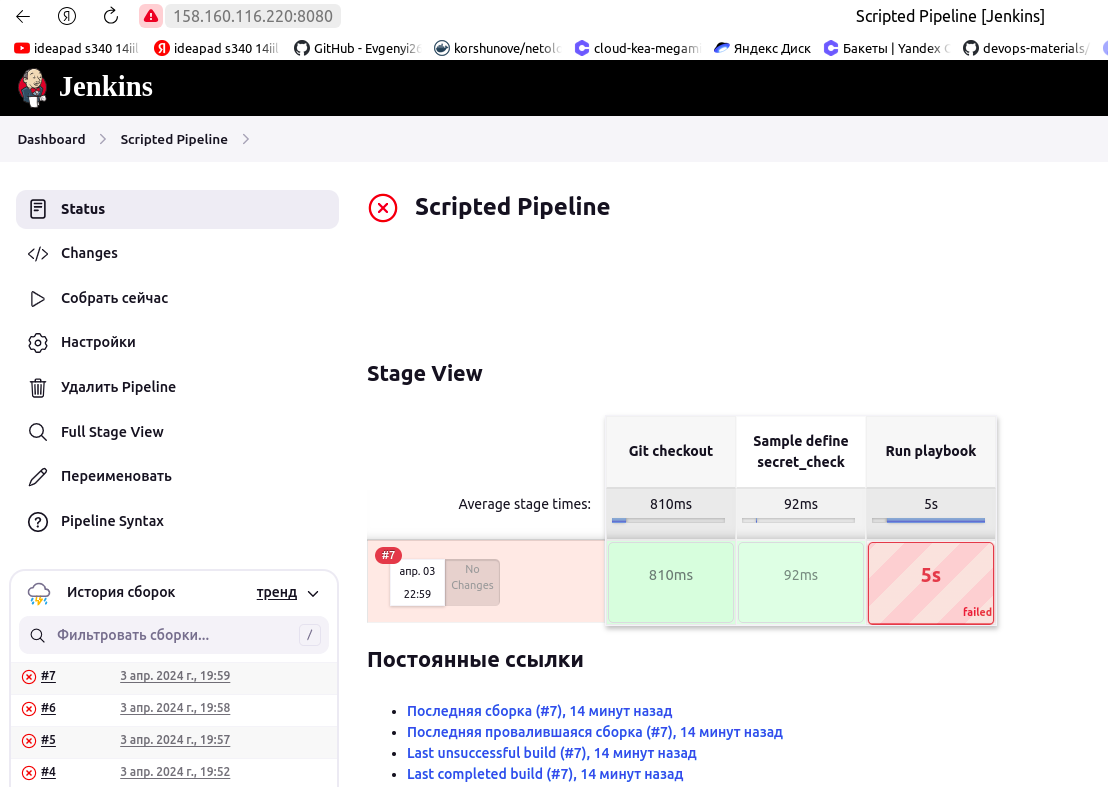 158.160.116.220:8080
Scripted Pipeline [Jenkins]
ideapad s340 14iil
ideapad s340 14iil
GitHub - Evgenyi26
korshunove/netolo
cloud-kea-megami
Яндекс Диск
Бакеты | Yandex C
devops-materials/
Jenkins
Dashboard
Scripted Pipeline
Status
Changes
Собрать сейчас
Настройки
Удалить Pipeline
Full Stage View
Переименовать
Pipeline Syntax
История сборок
тренд
Фильтровать сборки...
/
#7 3 апр. 2024 г., 19:59
#6 3 апр. 2024 г., 19:58
#5 3 апр. 2024 г., 19:57
#4 3 апр. 2024 г., 19:52
Scripted Pipeline
Stage View
Git checkout
Sample define
secret_check
Run playbook
Average stage times:
810ms
92ms
5s
#7
апр. 03
22:59
No
Changes
810ms
92ms
5s
failed
Постоянные ссылки
Последняя сборка (#7), 14 минут назад
Последняя провалившаяся сборка (#7), 14 минут назад
Last unsuccessful build (#7), 14 минут назад
Last completed build (#7), 14 минут назад